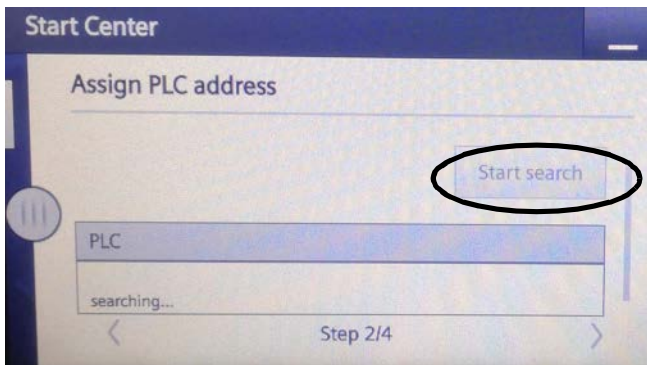 Start Center
Assign PLC address
Start search
PLC
searching...
Step 2/4